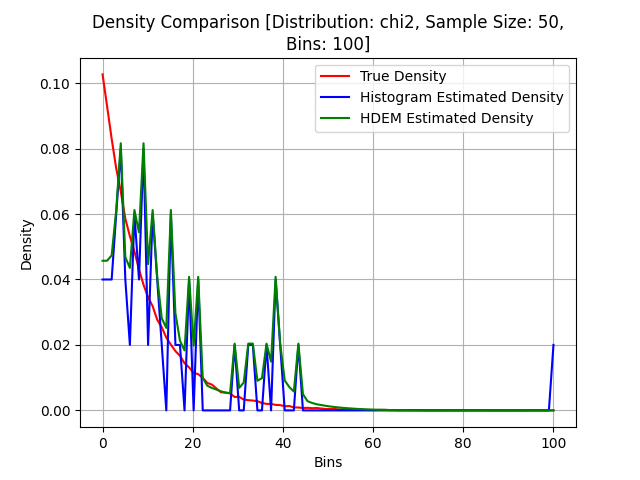 Density Comparison [Distribution: chi2, Sample Size: 50,
Bins: 100]
True Density
Histogram Estimated Density
HDEM Estimated Density
Density
0.10
0.08
0.06
0.04
0.02
0.00
0 20 40 60 80 100
Bins